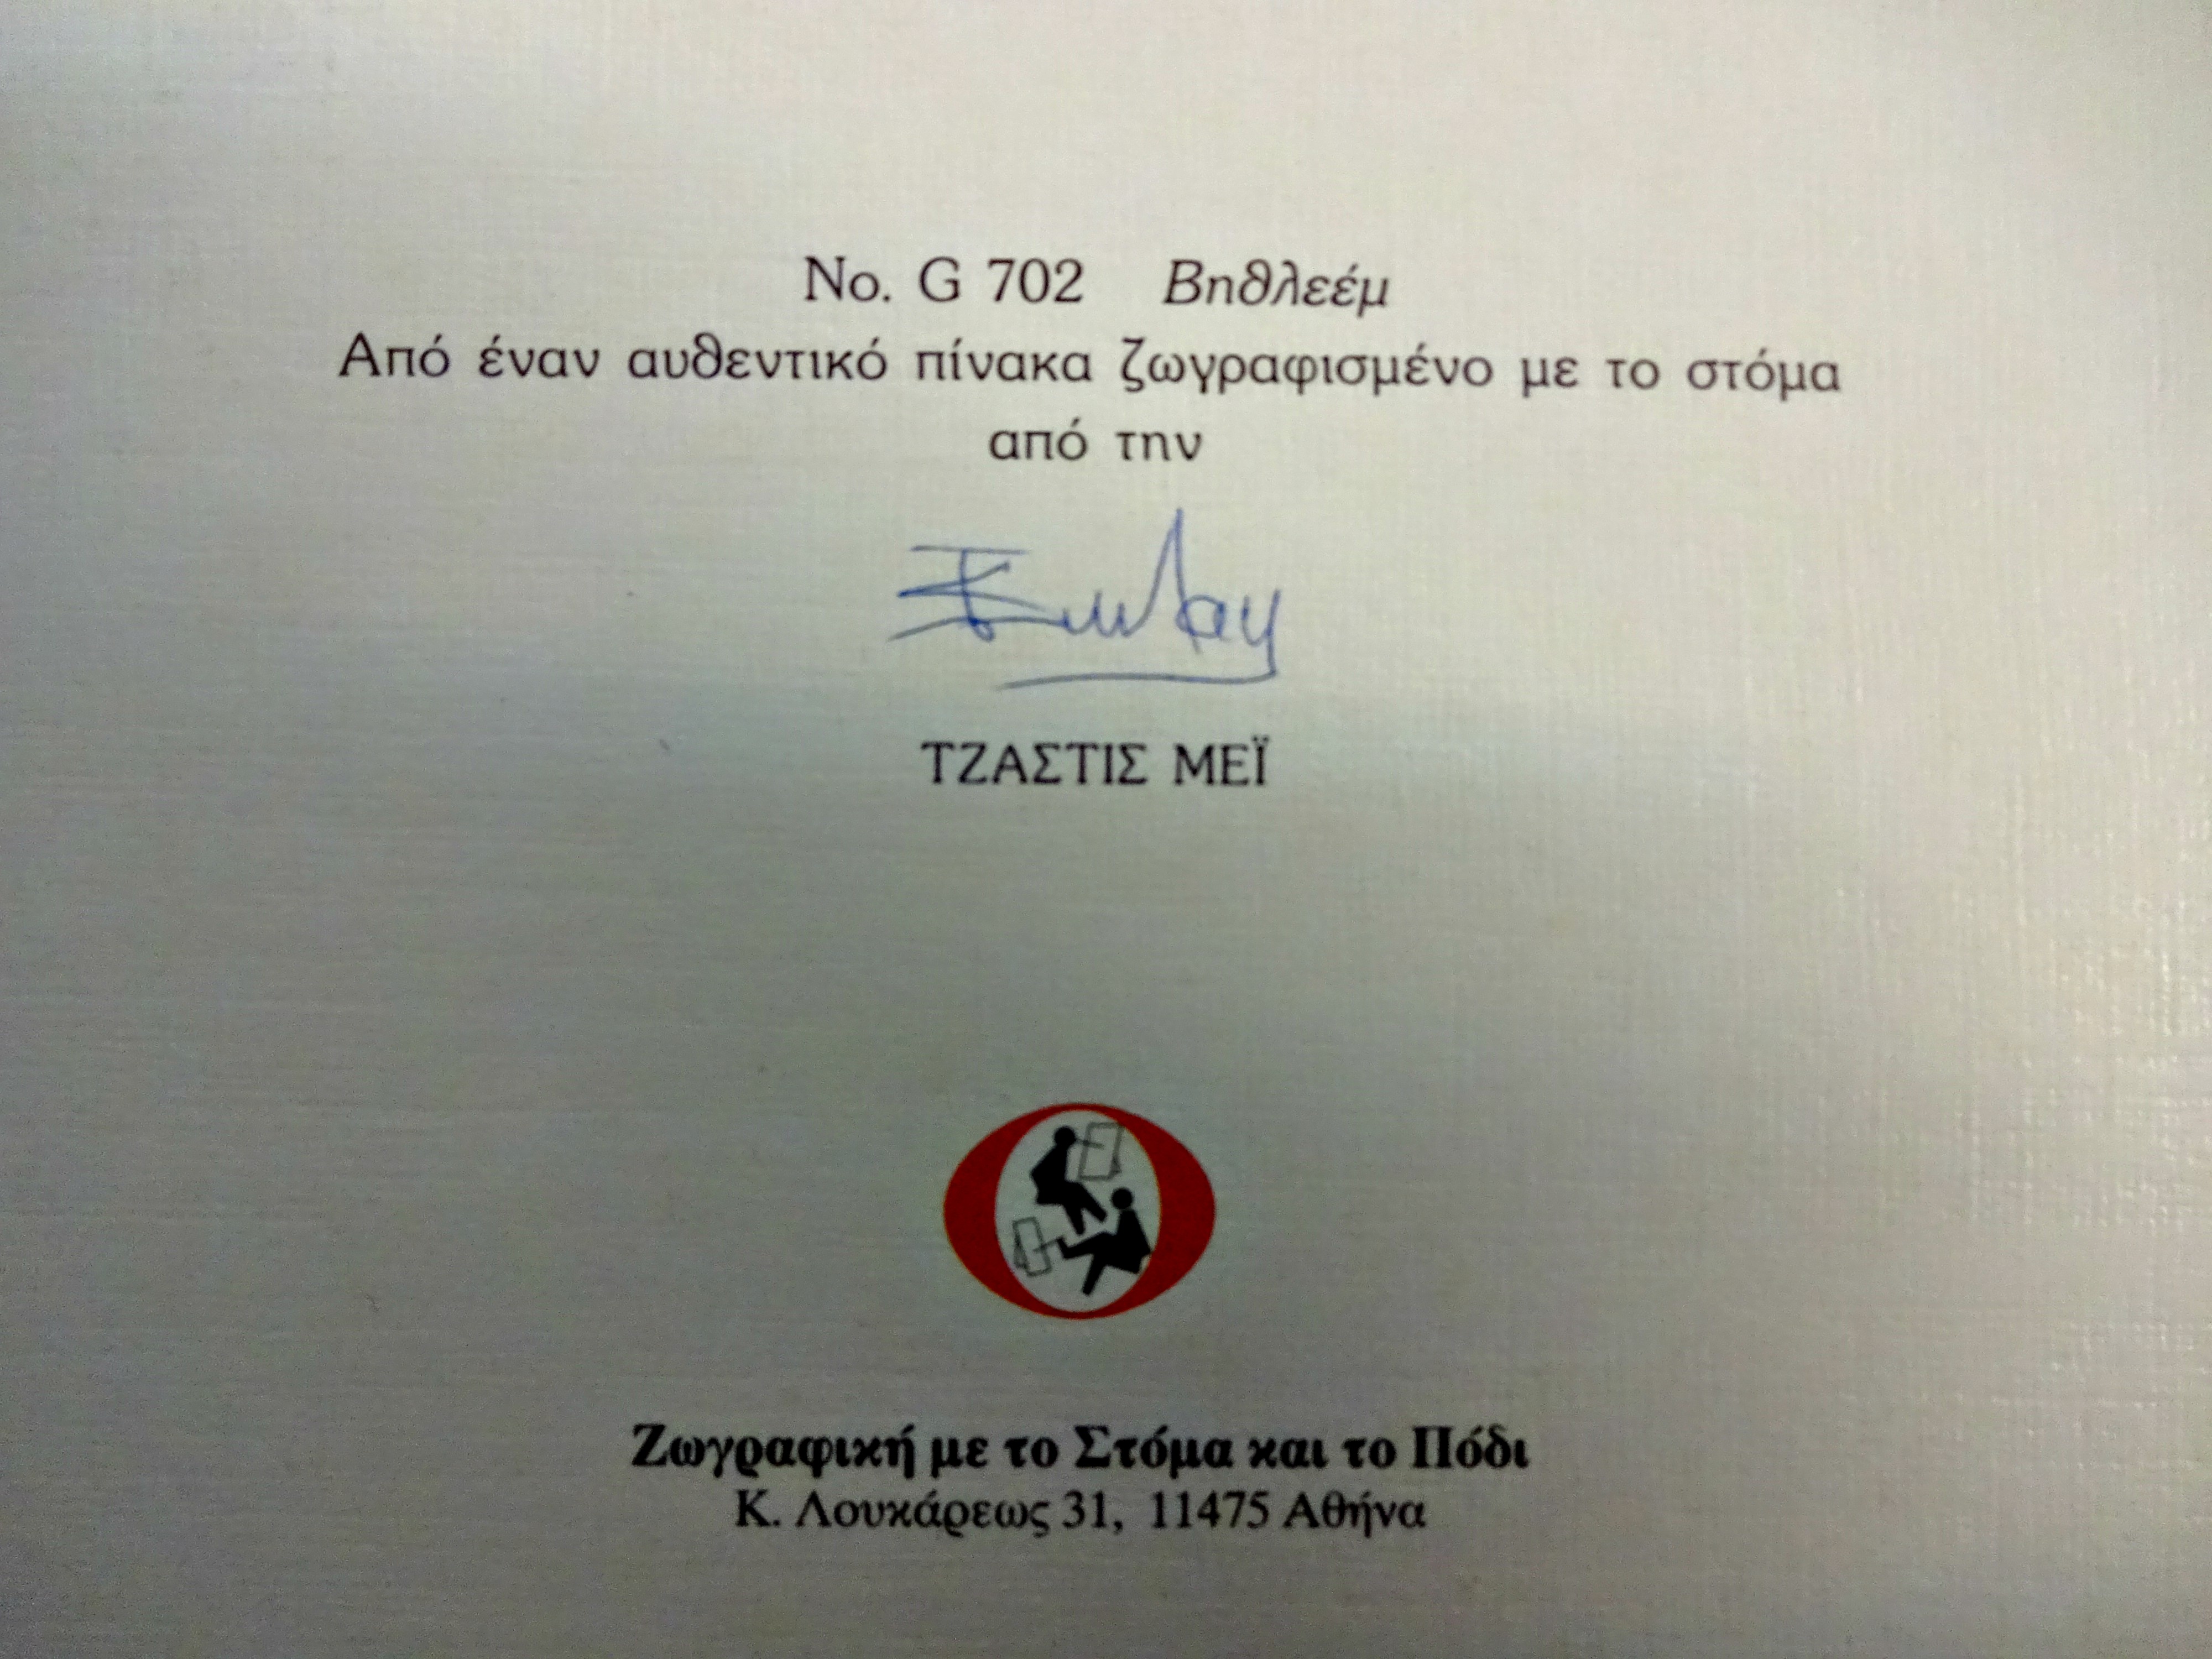 No. G 702 Βηθλεέμ
Από έναν αυθεντικό πίνακα ζωγραφισμένο με το στόμα
από την
ΤΖΑΣΤΙΣ ΜΕΪ
Ζωγραφική με το Στόμα και το Πόδι
Κ. Λουκάρεως 31, 11475 Αθήνα